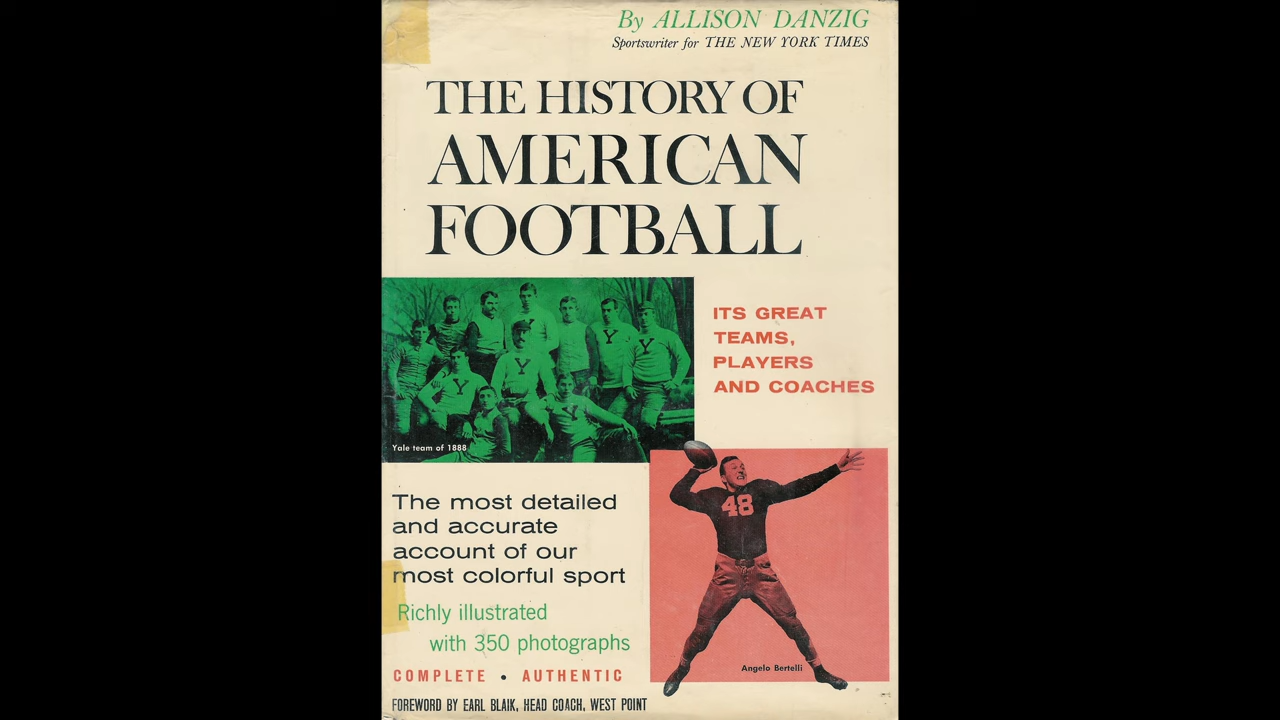 By ALLISON DANZIG
Sportswriter for THE NEW YORK TIMES
THE HISTORY OF
AMERICAN
FOOTBALL
ITS GREAT
TEAMS,
PLAYERS
AND COACHES
Y
Y
Y
Y
Y
Y
Yale team of 1888
48
The most detailed
and accurate
account of our
most colorful sport
Richly illustrated
with 350 photographs
COMPLETE • AUTHENTIC
Angelo Bertelli
FOREWORD BY EARL BLAIK, HEAD COACH, WEST POINT